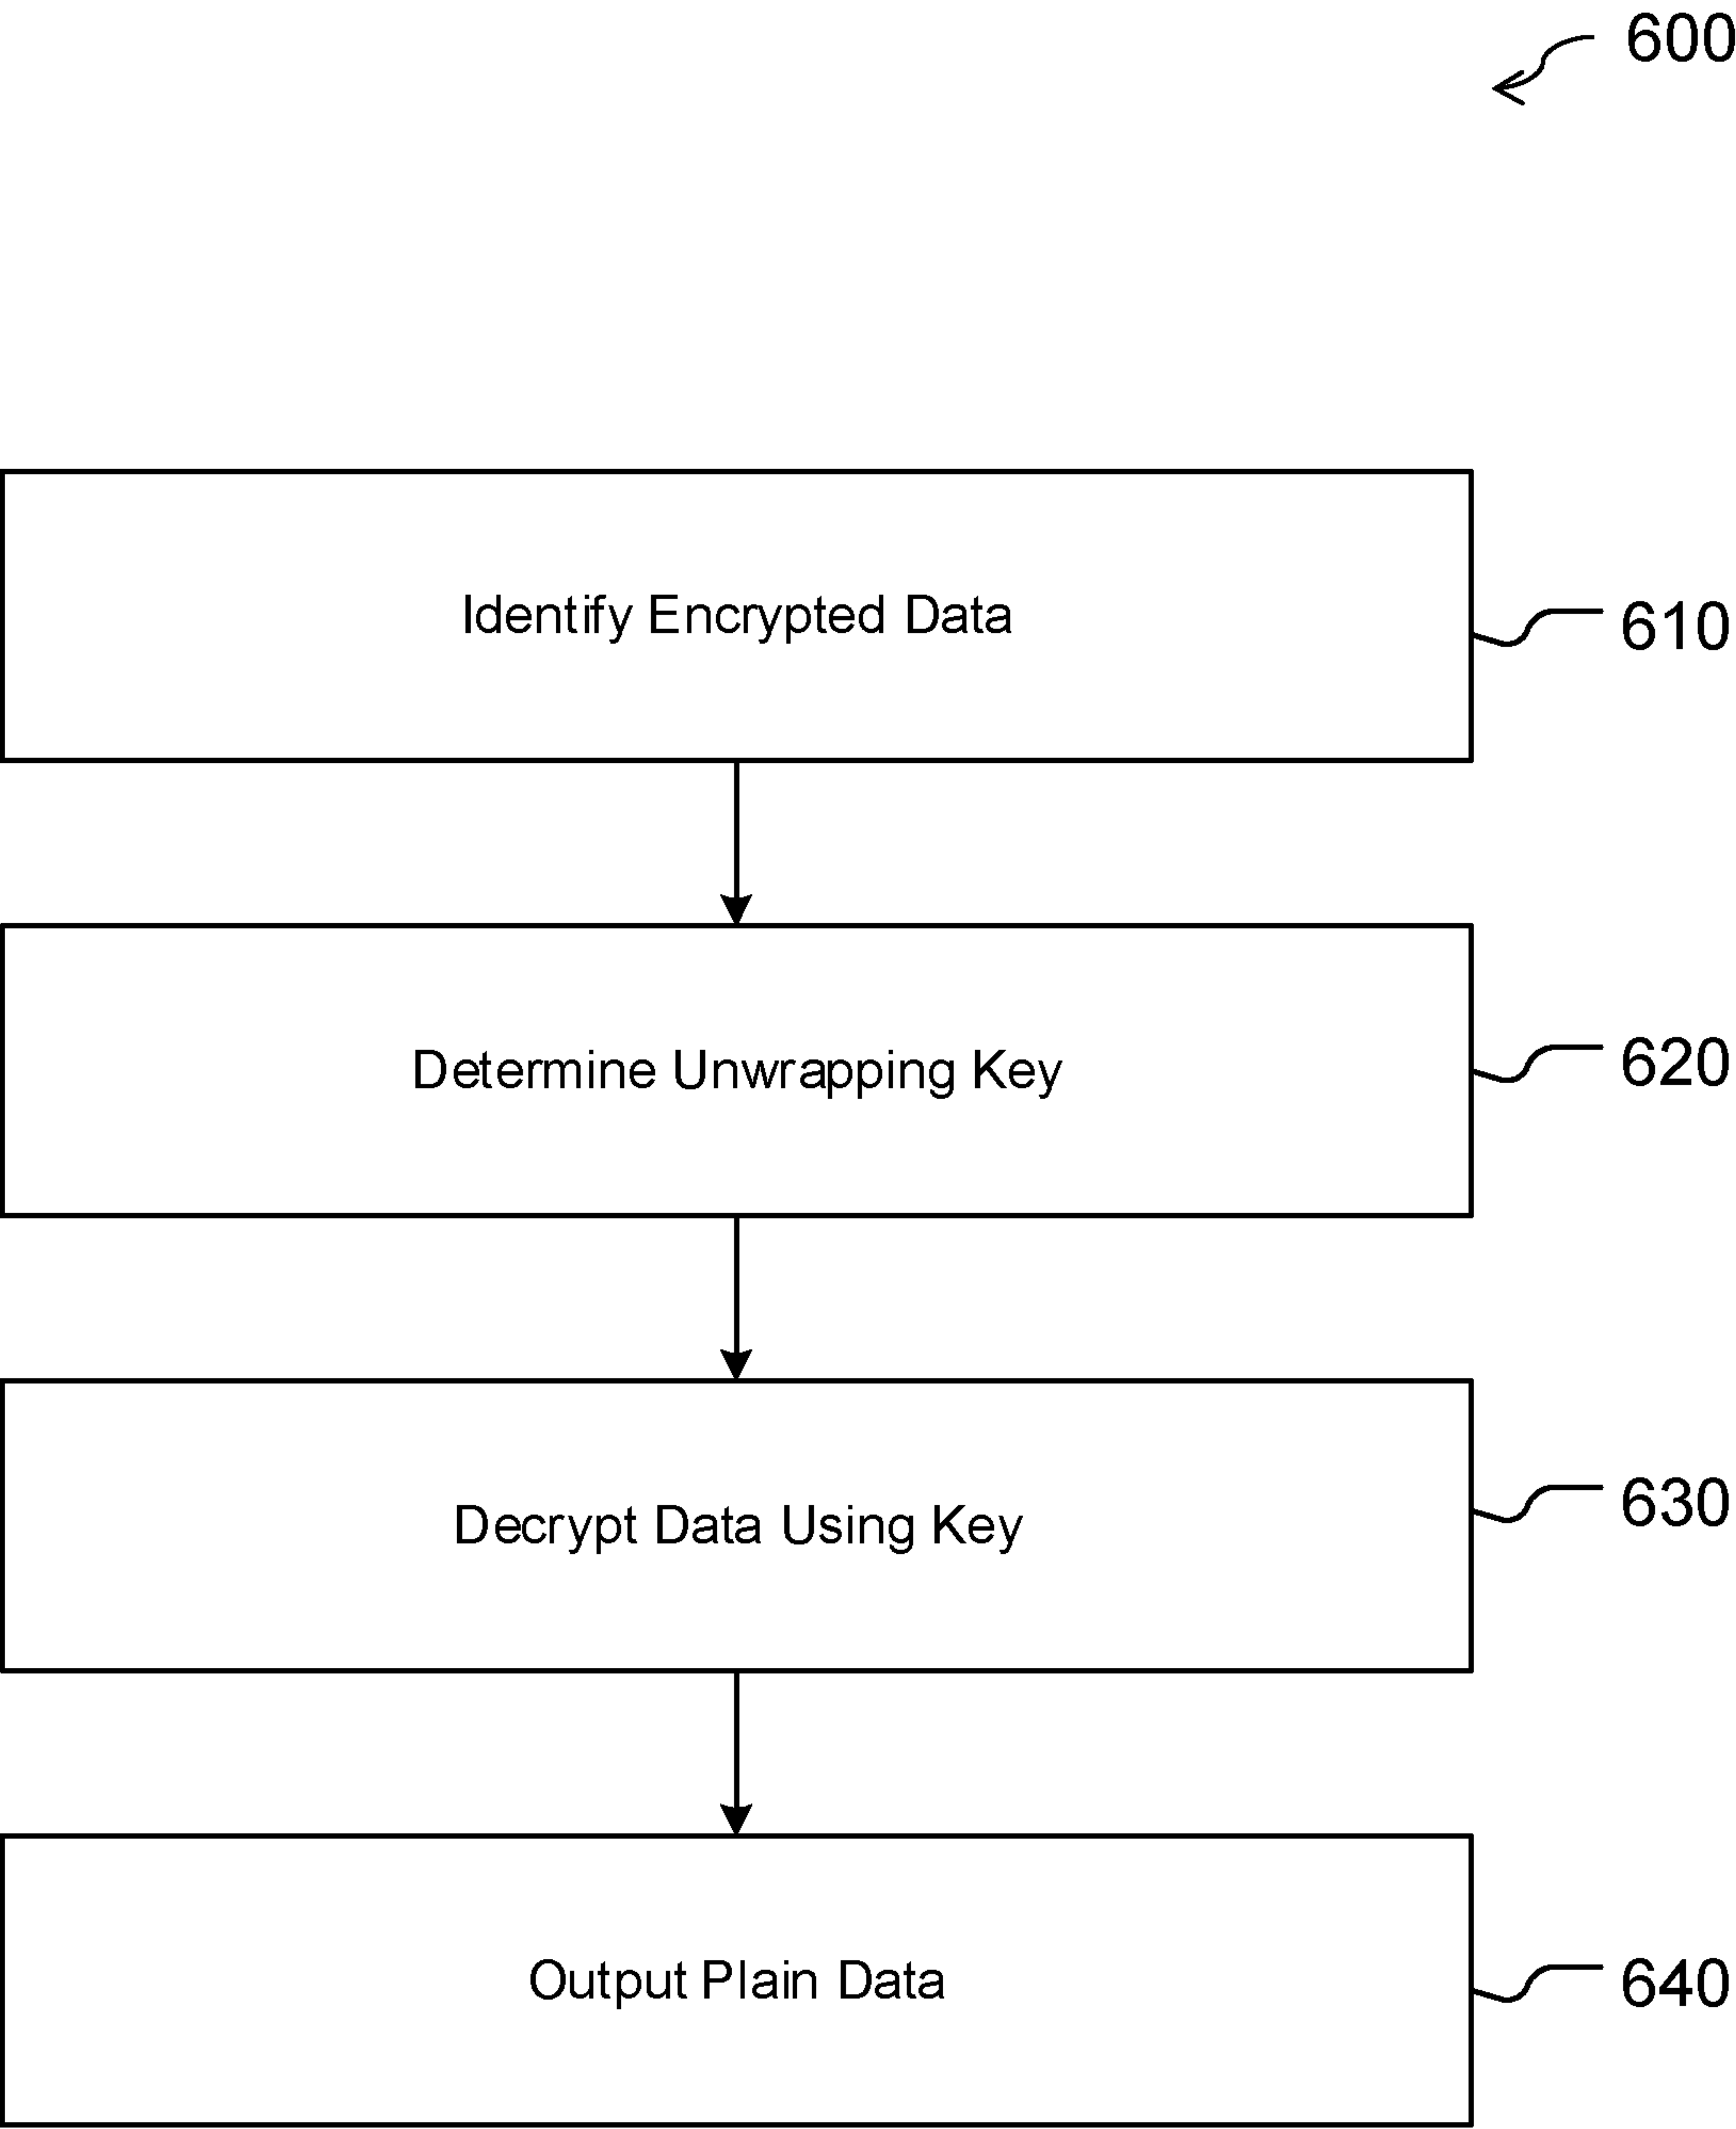 600
Identify Encrypted Data
610
Determine Unwrapping Key
620
Decrypt Data Using Key
630
Output Plain Data
640